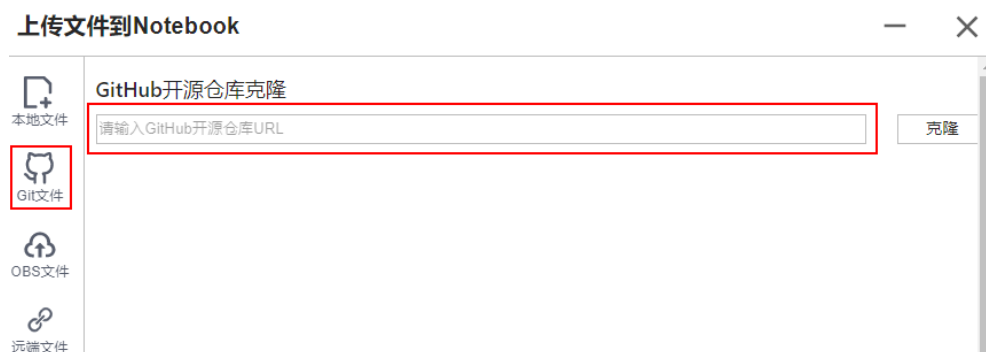 上传文件到Notebook
本地文件
Git文件
OBS文件
远端文件
GitHub开源仓库克隆
请输入GitHub开源仓库URL
克隆